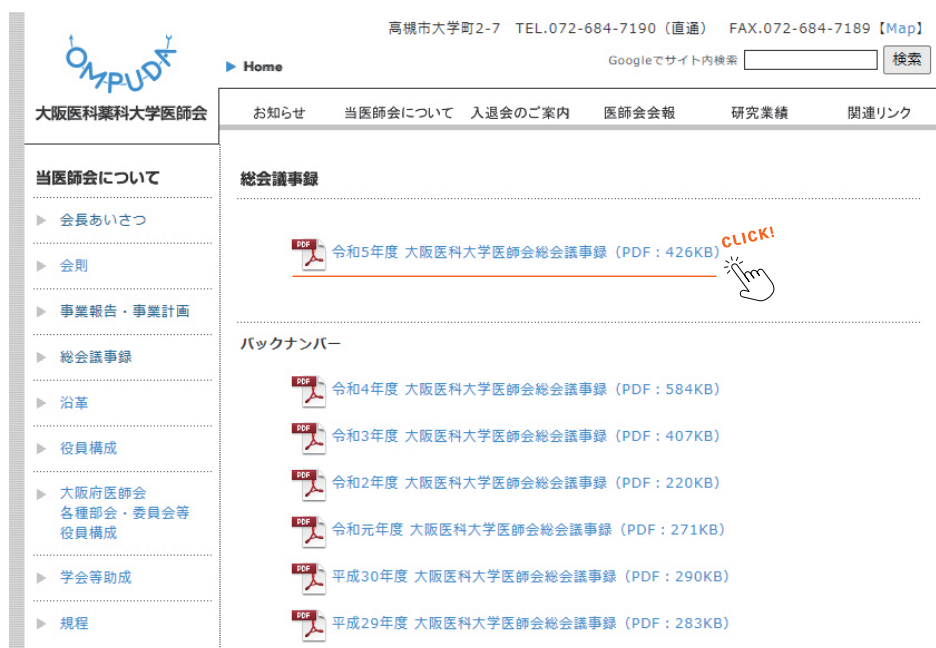 高槻市大学町2-7 TEL.072-684-7190（直通） FAX.072-684-7189【Map】
OMPUDA
Home
Googleでサイト内検索
検索
大阪医科薬科大学医師会
お知らせ 当医師会について 入退会のご案内 医師会会報 研究業績 関連リンク
当医師会について
会長あいさつ
会則
事業報告・事業計画
総会議事録
沿革
役員構成
大阪府医師会
各種部会・委員会等
役員構成
学会等助成
規程
総会議事録
PDF 令和5年度 大阪医科大学医師会総会議事録（PDF：426KB）
CLICK!
バックナンバー
PDF 令和4年度 大阪医科大学医師会総会議事録（PDF：584KB）
PDF 令和3年度 大阪医科大学医師会総会議事録（PDF：407KB）
PDF 令和2年度 大阪医科大学医師会総会議事録（PDF：220KB）
PDF 令和元年度 大阪医科大学医師会総会議事録（PDF：271KB）
PDF 平成30年度 大阪医科大学医師会総会議事録（PDF：290KB）
PDF 平成29年度 大阪医科大学医師会総会議事録（PDF：283KB）